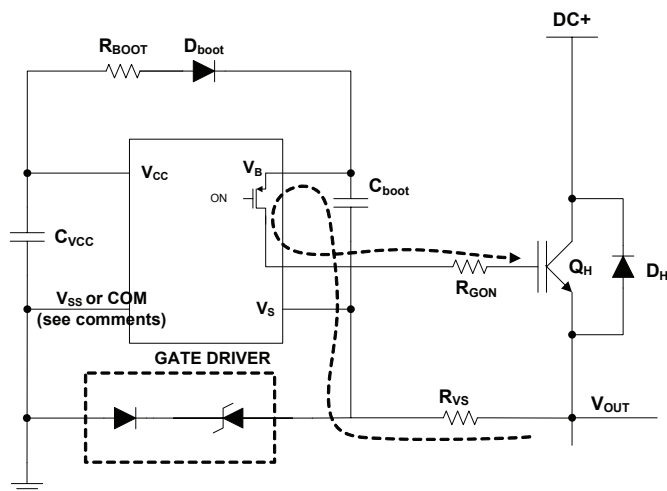 DC+
RBOOT
Dboot
VCC
VB
ON
Cboot
CVCC
RGON
QH
DH
VSS or COM
(see comments)
VS
GATE DRIVER
RVS
VOUT